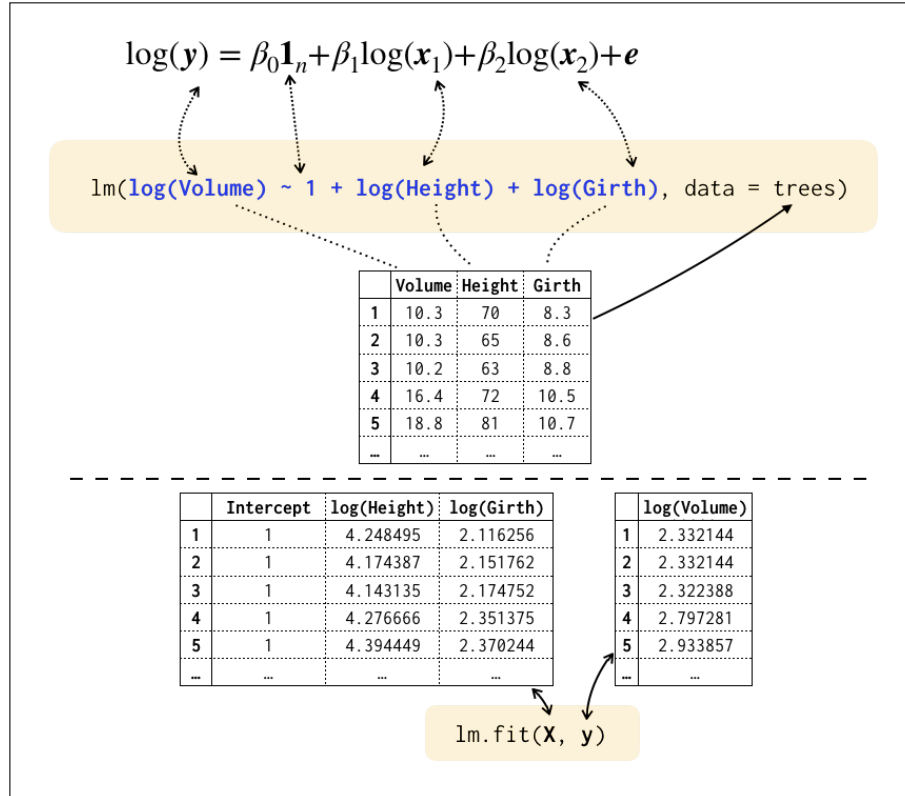 log(y) = β₀1ₙ+β₁log(x₁)+β₂log(x₂)+e
lm(log(Volume) ~ 1 + log(Height) + log(Girth), data = trees)
Volume Height Girth
1 10.3 70 8.3
2 10.3 65 8.6
3 10.2 63 8.8
4 16.4 72 10.5
5 18.8 81 10.7
… … … …
Intercept log(Height) log(Girth)
1 1 4.248495 2.116256
2 1 4.174387 2.151762
3 1 4.143135 2.174752
4 1 4.276666 2.351375
5 1 4.394449 2.370244
… … … …
log(Volume)
1 2.332144
2 2.332144
3 2.322388
4 2.797281
5 2.933857
… …
lm.fit(X, y)